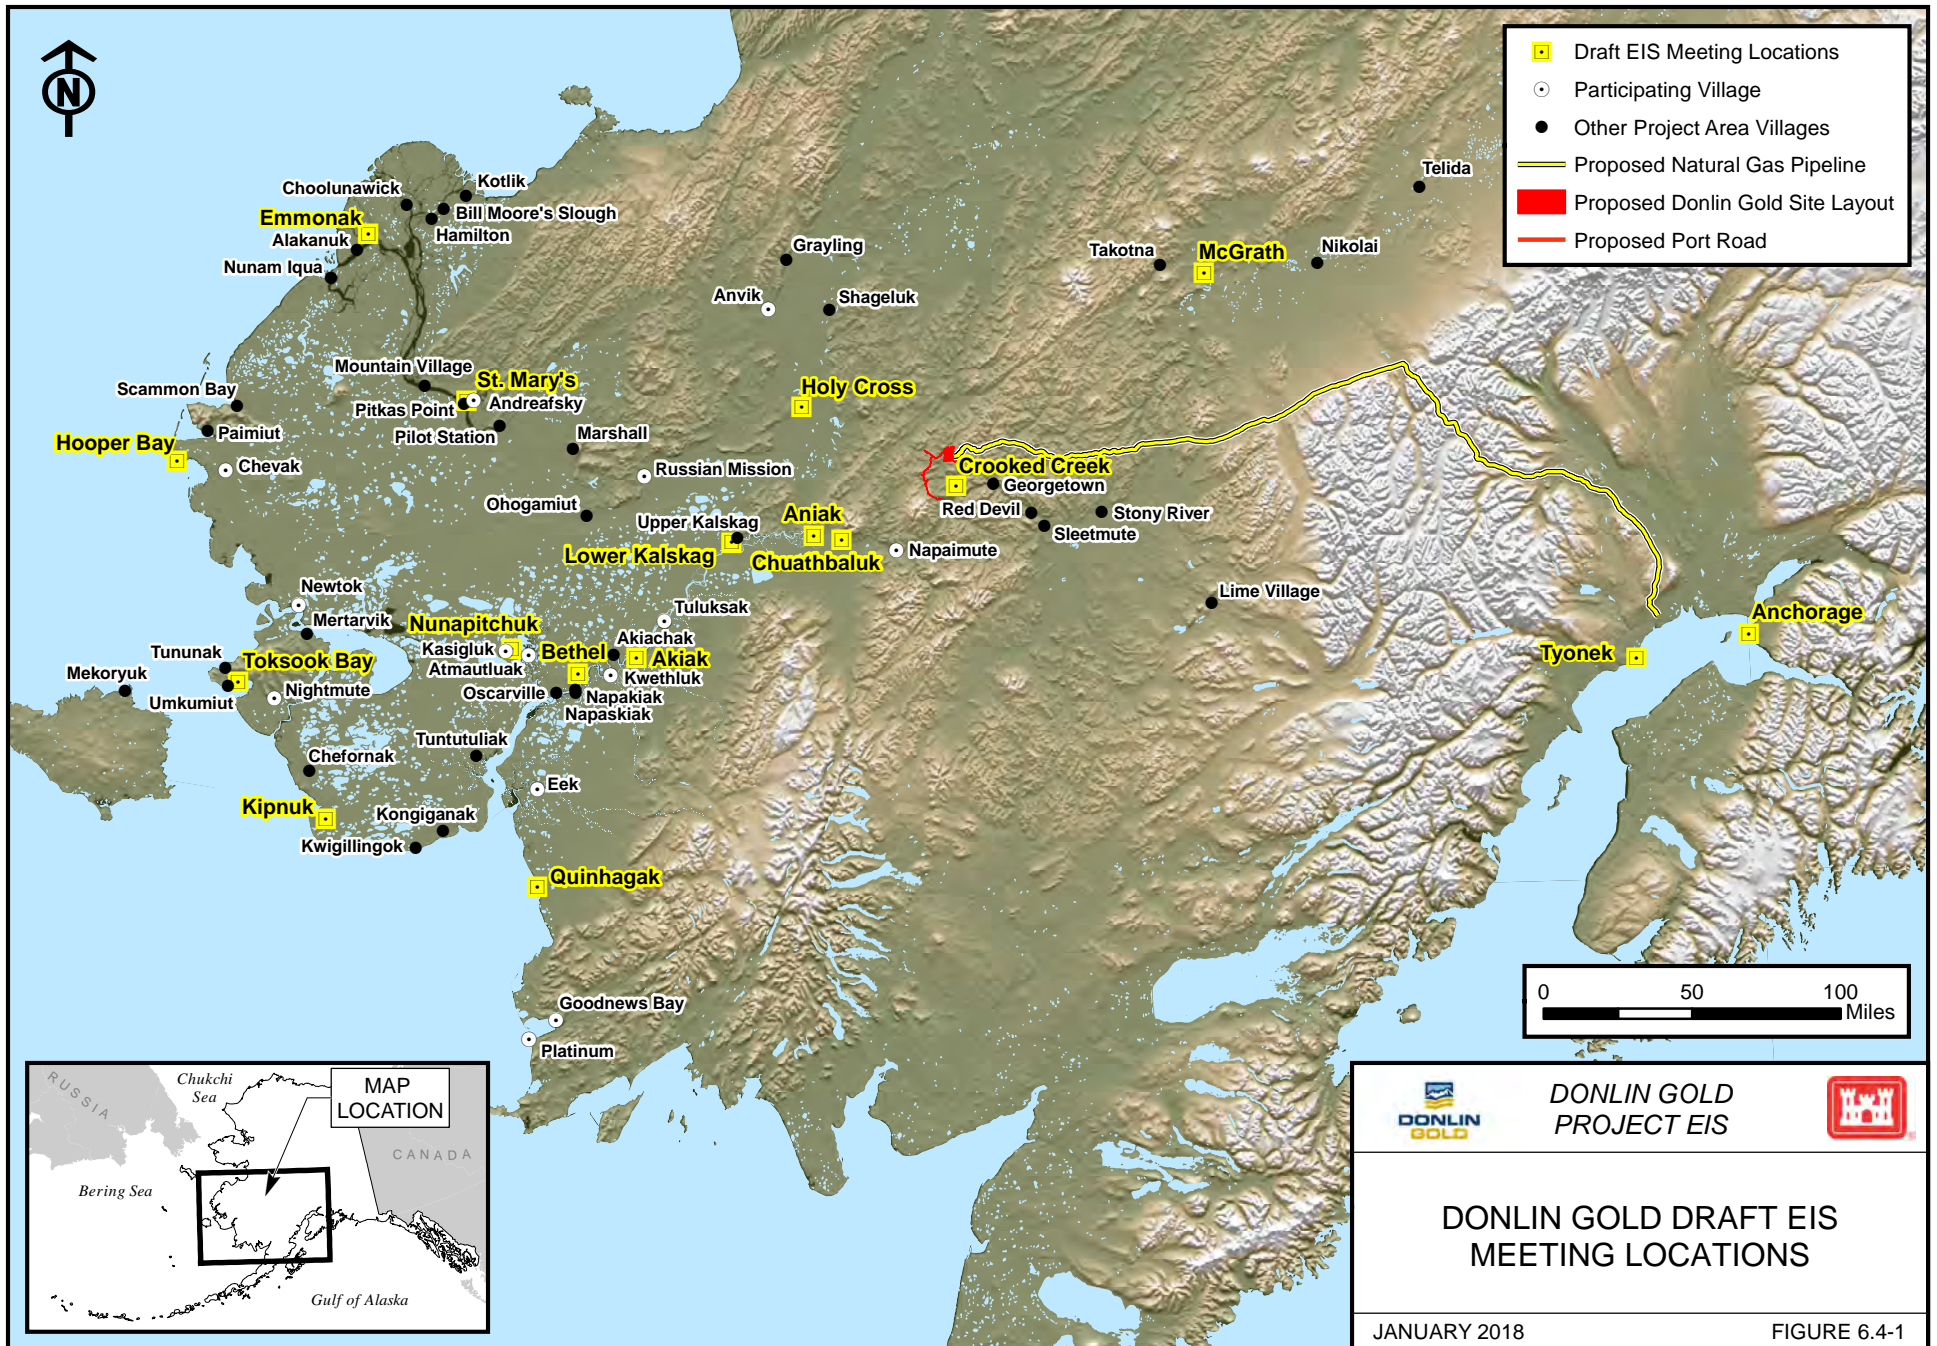 N
Draft EIS Meeting Locations
Participating Village
Other Project Area Villages
Proposed Natural Gas Pipeline
Proposed Donlin Gold Site Layout
Proposed Port Road
Telida
Choolunawick
Kotlik
Bill Moore's Slough
Emmonak
Hamilton
Alakanuk
Nunam Iqua
Grayling
Takotna
McGrath
Nikolai
Anvik
Shageluk
Mountain Village
St. Mary's
Scammon Bay
Pitkas Point
Andreafsky
Holy Cross
Paimiut
Pilot Station
Marshall
Hooper Bay
Chevak
Russian Mission
Crooked Creek
Georgetown
Ohogamiut
Upper Kalskag
Aniak
Red Devil
Stony River
Sleetmute
Lower Kalskag
Chuathbaluk
Napaimute
Newtok
Mertarvik
Tuluksak
Lime Village
Nunapitchuk
Kasigluk
Atmautluak
Bethel
Akiachak
Akiak
Kwethluk
Anchorage
Tyonek
Tununak
Toksook Bay
Mekoryuk
Umkumiut
Nightmute
Oscarville
Napakiak
Napaskiak
Tuntutuliak
Chefornak
Eek
Kipnuk
Kongiganak
Kwigillingok
Quinhagak
Goodnews Bay
Platinum
0 50 100
Miles
RUSSIA
Chukchi
Sea
MAP
LOCATION
CANADA
Bering Sea
Gulf of Alaska
DONLIN
GOLD
DONLIN GOLD
PROJECT EIS
DONLIN GOLD DRAFT EIS
MEETING LOCATIONS
JANUARY 2018
FIGURE 6.4-1